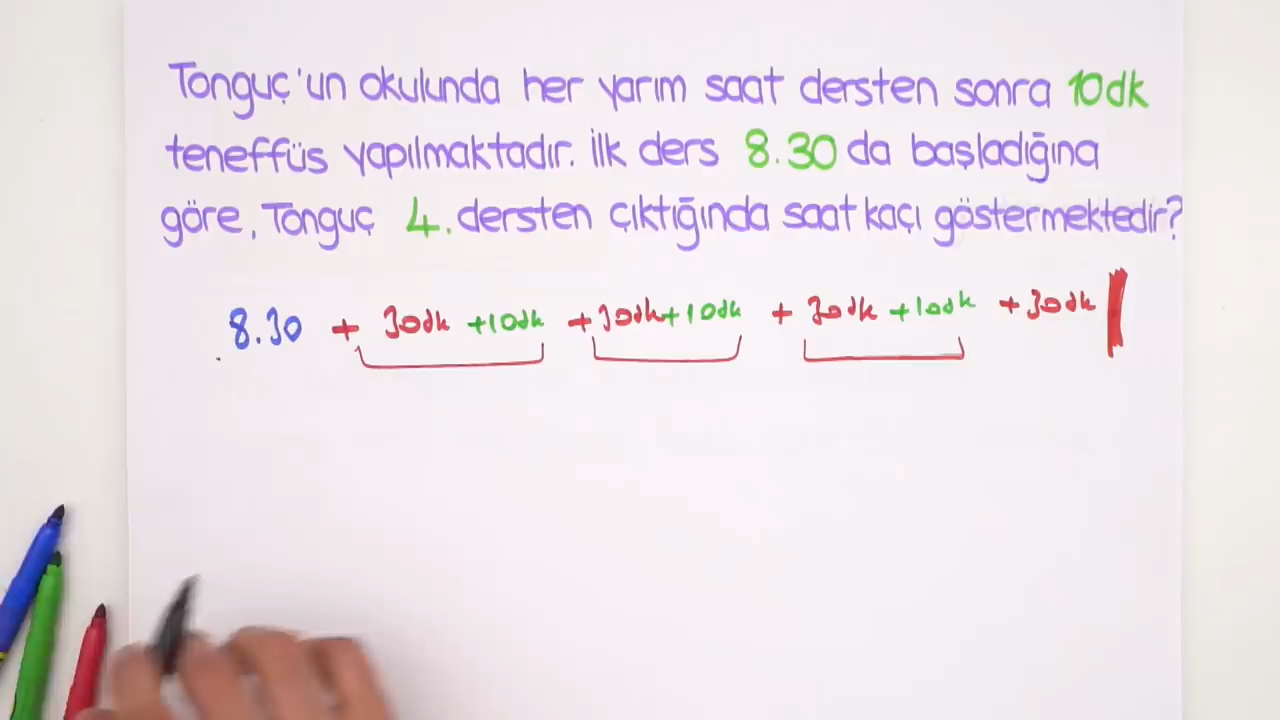 Tonguç'un okulunda her yarım saat dersten sonra 10dk
teneffüs yapılmaktadır. İlk ders 8.30 da başladığına
göre, Tonguç 4. dersten çıktığında saat kaçı göstermektedir?
8.30 + 30dk +10dk +30dk+10dk + 30dk +10dk +30dk